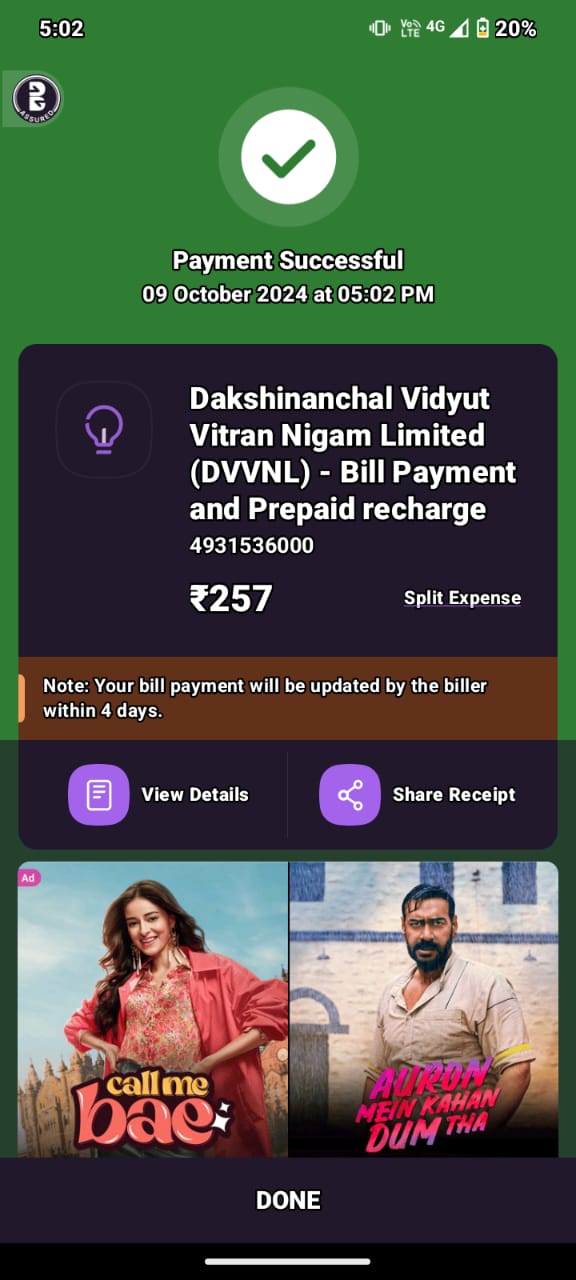 5:02
Vo LTE 4G 20%
B ASSURED
Payment Successful
09 October 2024 at 05:02 PM
Dakshinanchal Vidyut
Vitran Nigam Limited
(DVVNL) - Bill Payment
and Prepaid recharge
4931536000
₹257
Split Expense
Note: Your bill payment will be updated by the biller
within 4 days.
View Details
Share Receipt
Ad
call me
bae
AURON
MEIN KAHAN
DUM THA
DONE